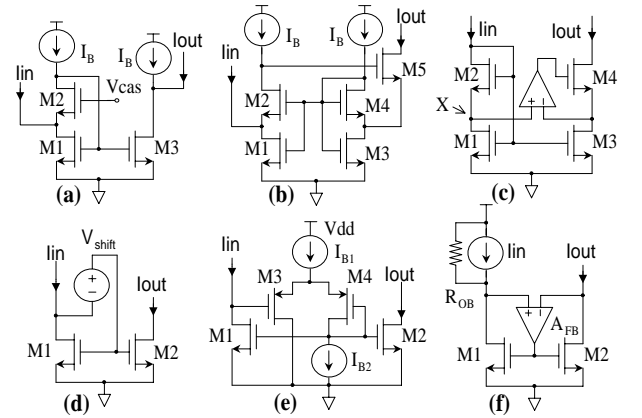 I_B
I_B
Iout
Iin
M2
Vcas
M1
M3
(a)
I_B
I_B
Iout
M5
Iin
M2
M4
M1
M3
(b)
Iin
Iout
M2
M4
X
+ –
M1
M3
(c)
Iin
V_shift
+
–
Iout
M1
M2
(d)
Vdd
I_B1
Iin
M3
M4
Iout
M1
M2
I_B2
(e)
Iin
Iout
R_OB
+ –
A_FB
M1
M2
(f)